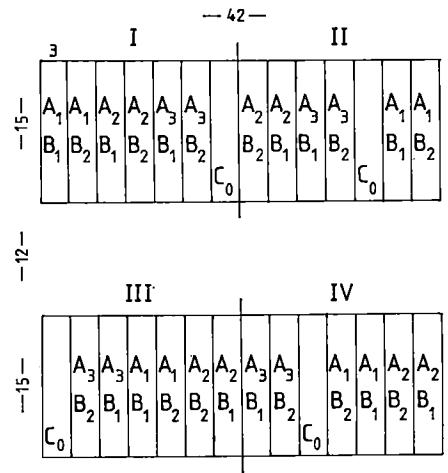 — 42 —
I II
3
A₁ A₁ A₂ A₂ A₃ A₃ A₂ A₂ A₃ A₃ A₁ A₁
—15—
B₁ B₂ B₁ B₂ B₁ B₂ B₂ B₁ B₁ B₂ B₁ B₂
C₀ C₀
—12—
III IV
A₃ A₃ A₁ A₁ A₂ A₂ A₃ A₃ A₁ A₁ A₂ A₂
—15—
B₂ B₁ B₁ B₂ B₂ B₁ B₁ B₂ B₂ B₁ B₂ B₁
C₀ C₀